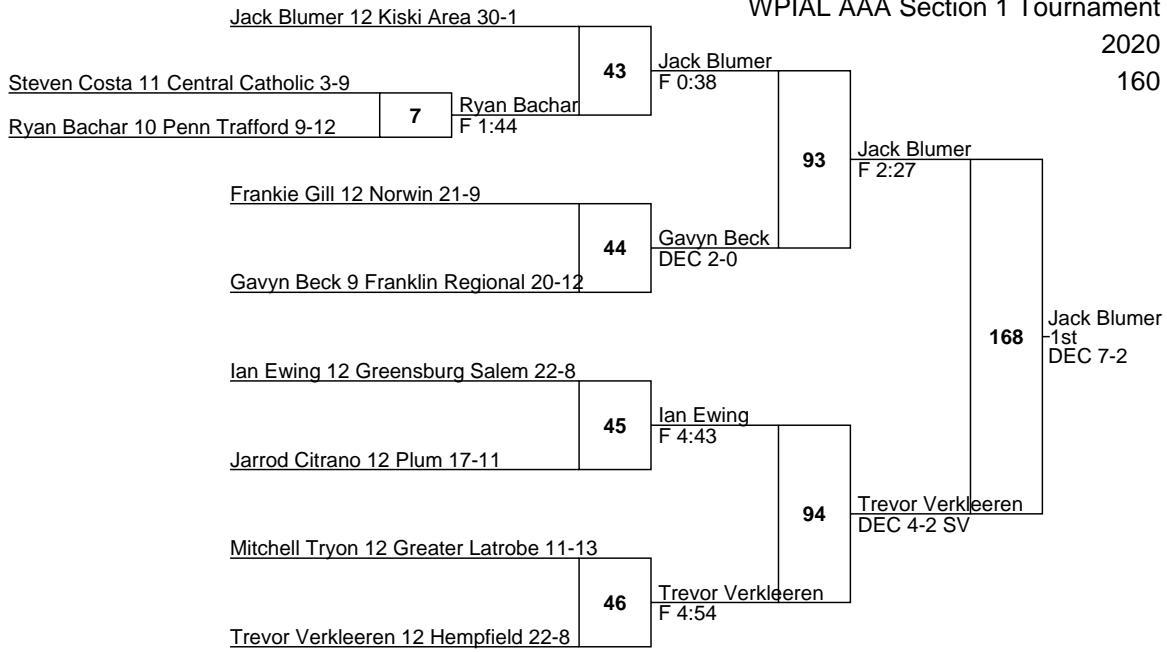 WPIAL AAA Section 1 Tournament
2020
160
Jack Blumer 12 Kiski Area 30-1
43
Jack Blumer
F 0:38
Steven Costa 11 Central Catholic 3-9
7
Ryan Bachar
F 1:44
Ryan Bachar 10 Penn Trafford 9-12
93
Jack Blumer
F 2:27
Frankie Gill 12 Norwin 21-9
44
Gavyn Beck
DEC 2-0
Gavyn Beck 9 Franklin Regional 20-12
168
Jack Blumer
1st
DEC 7-2
Ian Ewing 12 Greensburg Salem 22-8
45
Ian Ewing
F 4:43
Jarrod Citrano 12 Plum 17-11
94
Trevor Verkleeren
DEC 4-2 SV
Mitchell Tryon 12 Greater Latrobe 11-13
46
Trevor Verkleeren
F 4:54
Trevor Verkleeren 12 Hempfield 22-8